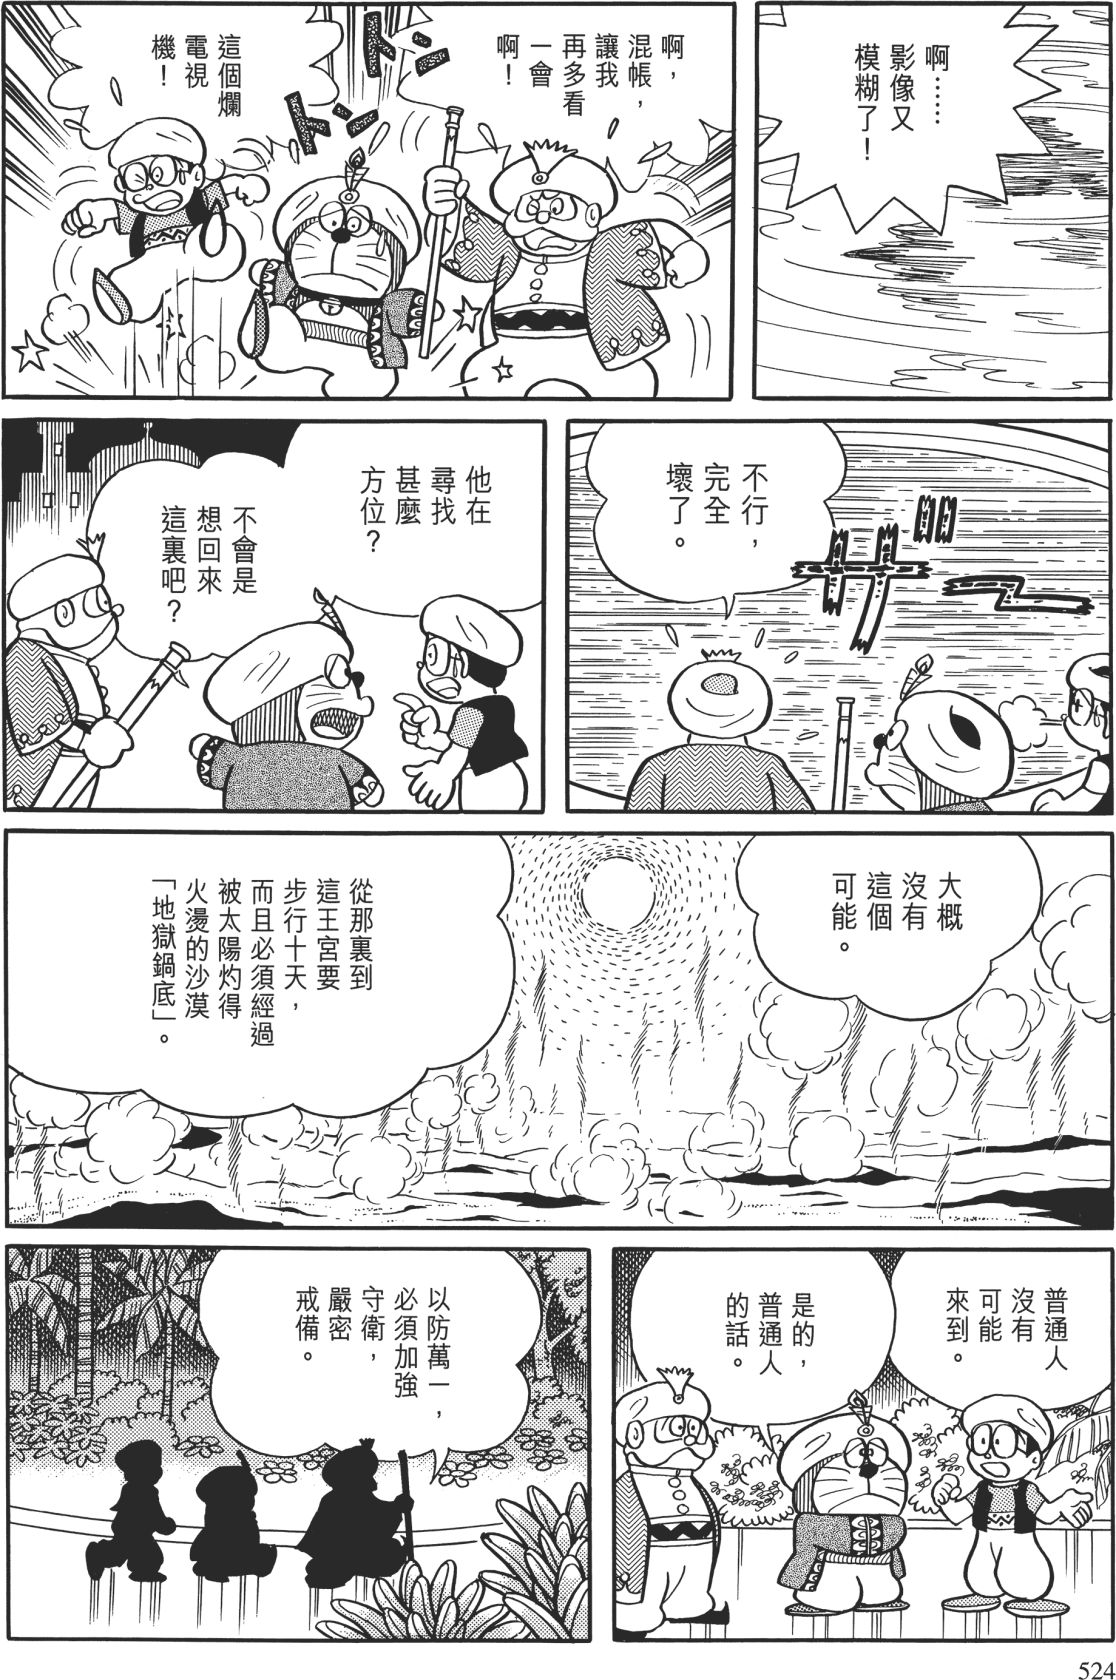 啊……
影像又
模糊了！
啊，
混帳，
讓我
再多看
一會
啊！
ドン
ドン
這個爛
電視
機！
不行，
完全
壞了。
ザー
他在
尋找
甚麼
方位？
不會是
想回來
這裏吧？
大概
沒有
這個
可能。
從那裏到
這王宮要
步行十天，
而且必須經過
被太陽灼得
火燙的沙漠
「地獄鍋底」。
普通人
沒有
可能
來到。
是的，
普通人
的話。
以防萬一，
必須加強
守衛，
嚴密
戒備。
524